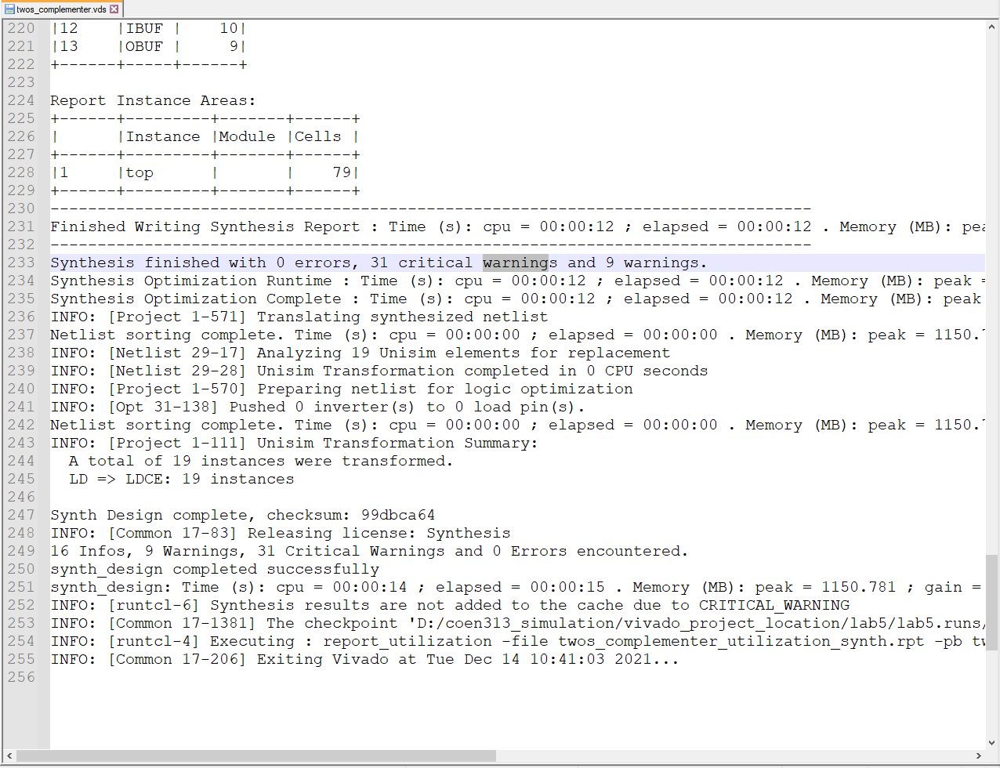 twos_complementer.vds
220 |12    |IBUF |    10|
221 |13    |OBUF |     9|
222 +------+-----+------+
223
224 Report Instance Areas:
225 +------+---------+-------+------+
226 |      |Instance |Module |Cells |
227 +------+---------+-------+------+
228 |1     |top      |       |    79|
229 +------+---------+-------+------+
230 ---------------------------------------------------------------------------------
231 Finished Writing Synthesis Report : Time (s): cpu = 00:00:12 ; elapsed = 00:00:12 . Memory (MB): pea
232 ---------------------------------------------------------------------------------
233 Synthesis finished with 0 errors, 31 critical warnings and 9 warnings.
234 Synthesis Optimization Runtime : Time (s): cpu = 00:00:12 ; elapsed = 00:00:12 . Memory (MB): peak =
235 Synthesis Optimization Complete : Time (s): cpu = 00:00:12 ; elapsed = 00:00:12 . Memory (MB): peak
236 INFO: [Project 1-571] Translating synthesized netlist
237 Netlist sorting complete. Time (s): cpu = 00:00:00 ; elapsed = 00:00:00 . Memory (MB): peak = 1150.7
238 INFO: [Netlist 29-17] Analyzing 19 Unisim elements for replacement
239 INFO: [Netlist 29-28] Unisim Transformation completed in 0 CPU seconds
240 INFO: [Project 1-570] Preparing netlist for logic optimization
241 INFO: [Opt 31-138] Pushed 0 inverter(s) to 0 load pin(s).
242 Netlist sorting complete. Time (s): cpu = 00:00:00 ; elapsed = 00:00:00 . Memory (MB): peak = 1150.7
243 INFO: [Project 1-111] Unisim Transformation Summary:
244   A total of 19 instances were transformed.
245   LD => LDCE: 19 instances
246
247 Synth Design complete, checksum: 99dbca64
248 INFO: [Common 17-83] Releasing license: Synthesis
249 16 Infos, 9 Warnings, 31 Critical Warnings and 0 Errors encountered.
250 synth_design completed successfully
251 synth_design: Time (s): cpu = 00:00:14 ; elapsed = 00:00:15 . Memory (MB): peak = 1150.781 ; gain =
252 INFO: [runtcl-6] Synthesis results are not added to the cache due to CRITICAL_WARNING
253 INFO: [Common 17-1381] The checkpoint 'D:/coen313_simulation/vivado_project_location/lab5/lab5.runs/
254 INFO: [runtcl-4] Executing : report_utilization -file twos_complementer_utilization_synth.rpt -pb tw
255 INFO: [Common 17-206] Exiting Vivado at Tue Dec 14 10:41:03 2021...
256